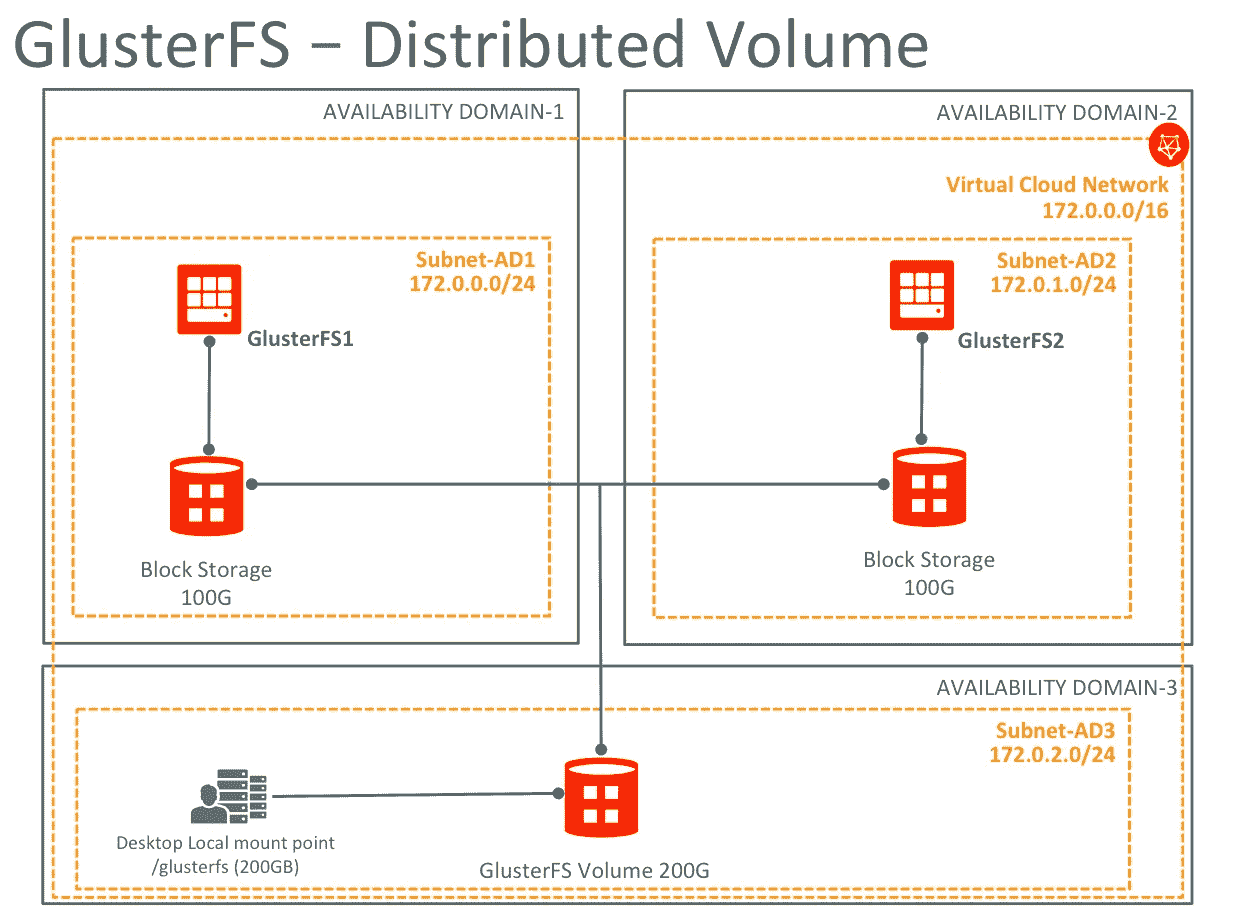 GlusterFS – Distributed Volume
AVAILABILITY DOMAIN-1
AVAILABILITY DOMAIN-2
Virtual Cloud Network
172.0.0.0/16
Subnet-AD1
172.0.0.0/24
Subnet-AD2
172.0.1.0/24
GlusterFS1
GlusterFS2
Block Storage
100G
Block Storage
100G
AVAILABILITY DOMAIN-3
Subnet-AD3
172.0.2.0/24
Desktop Local mount point
/glusterfs (200GB)
GlusterFS Volume 200G